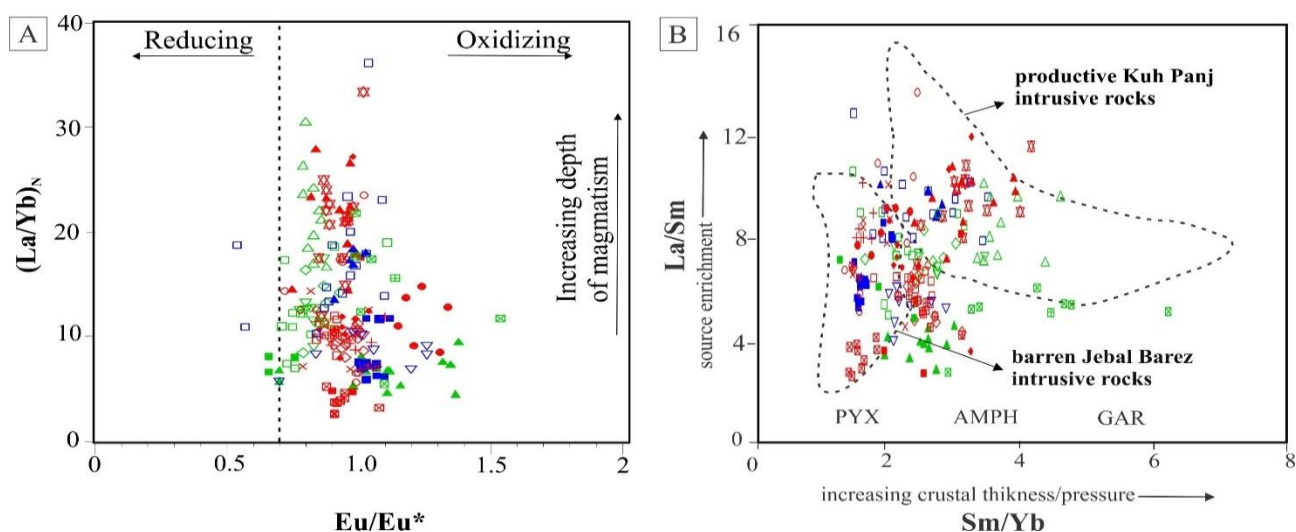 A
Reducing
Oxidizing
Increasing depth
of magmatism
(La/Yb)N
40
30
20
10
0
0
0.5
1.0
1.5
2
Eu/Eu*
B
productive Kuh Panj
intrusive rocks
source enrichment
La/Sm
16
12
8
4
0
barren Jebal Barez
intrusive rocks
PYX
AMPH
GAR
0
2
4
6
8
increasing crustal thikness/pressure
Sm/Yb